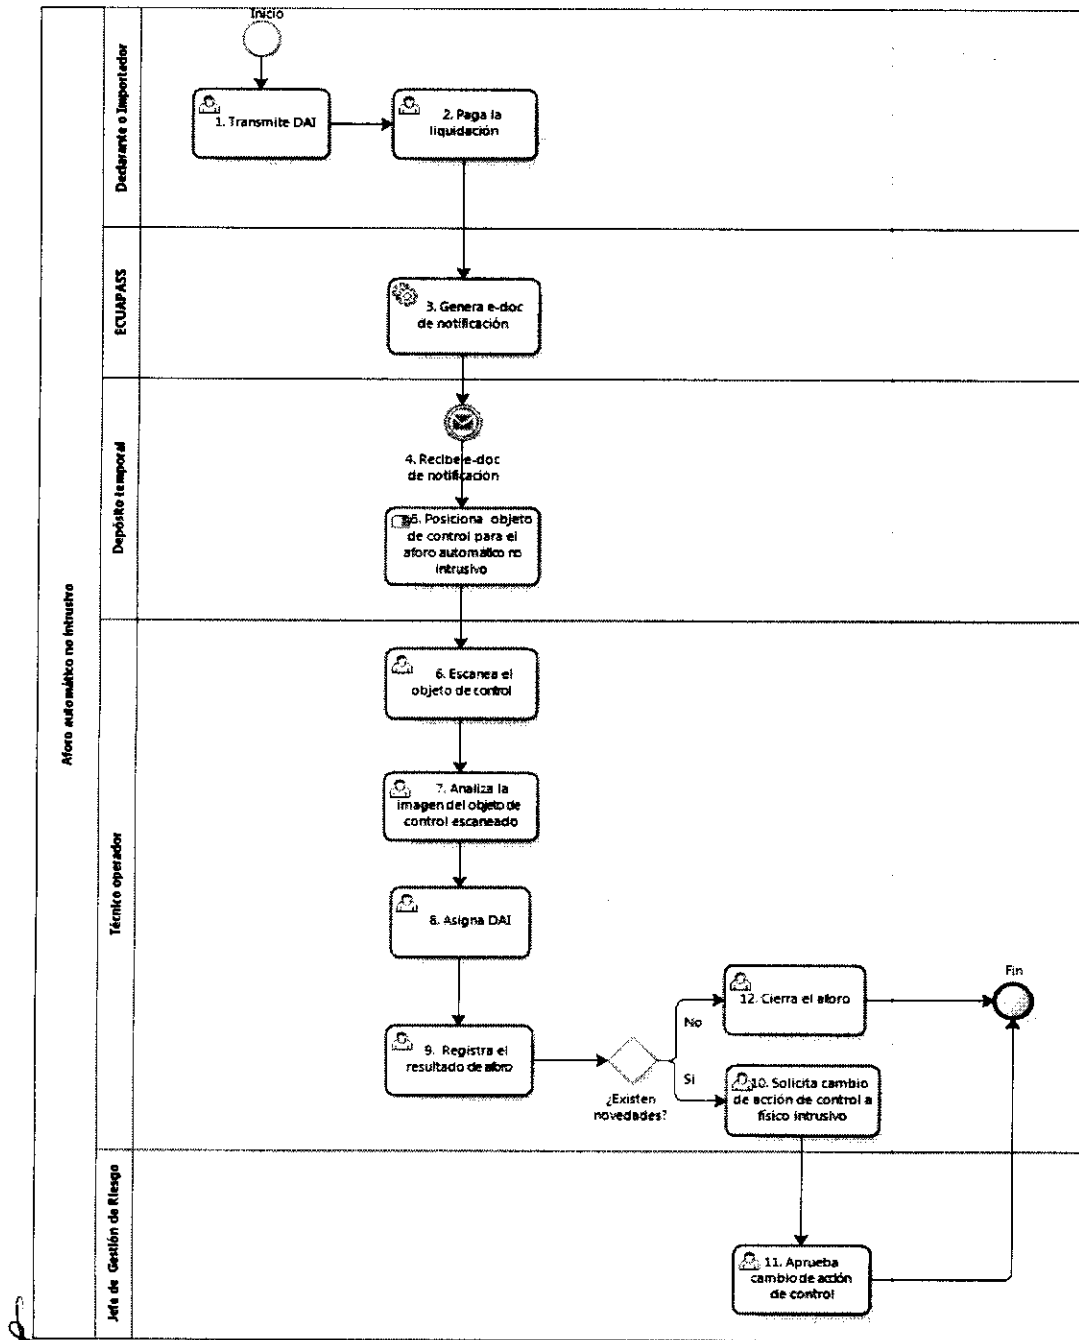 Aforo automático no intrusivo
Declarante o Importador
Inicio
1. Transmite DAI
2. Paga la
liquidación
ECUAPASS
3. Genera e-doc
de notificación
Depósito temporal
4. Recibe e-doc
de notificación
5. Posiciona objeto
de control para el
aforo automático no
intrusivo
Técnico operador
6. Escanea el
objeto de control
7. Analiza la
imagen del objeto de
control escaneado
8. Asigna DAI
9. Registra el
resultado de aforo
¿Existen
novedades?
No
Si
12. Cierra el aforo
Fin
10. Solicita cambio
de acción de control a
físico intrusivo
Jefe de Gestión de Riesgo
11. Aprueba
cambio de acción
de control